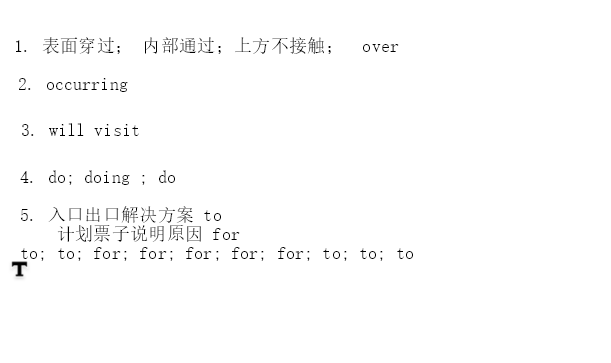 1. 表面穿过； 内部通过；上方不接触； over
2. occurring
3. will visit
4. do; doing ; do
5. 入口出口解决方案 to
计划票子说明原因 for
to; to; for; for; for; for; for; to; to; to
T